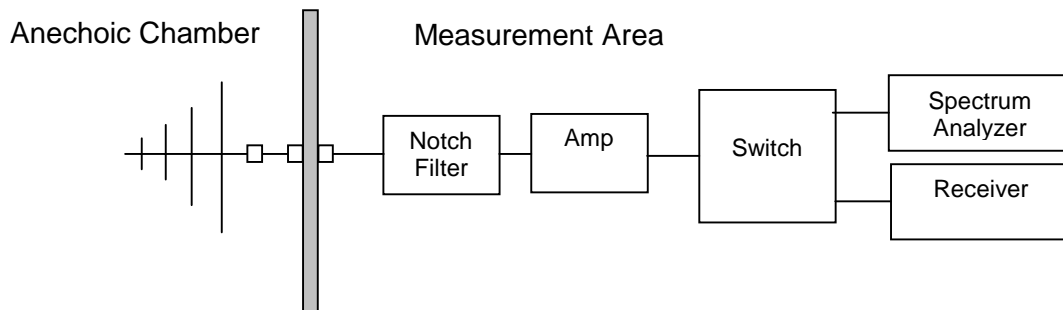 Anechoic Chamber
Measurement Area
Notch
Filter
Amp
Switch
Spectrum
Analyzer
Receiver